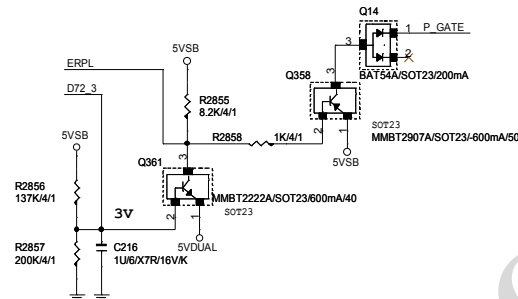 Q14
1 P_GATE
3
2
BAT54A/SOT23/200mA
5VSB
ERPL
D72_3
R2855
8.2K/4/1
Q358
3
2 1
SOT23
MMBT2907A/SOT23/-600mA/50
5VSB
R2858 1K/4/1
5VSB
Q361
3
MMBT2222A/SOT23/600mA/40
SOT23
2 1
R2856
137K/4/1
3V
R2857
200K/4/1
C216
1U/6/X7R/16V/K
5VDUAL